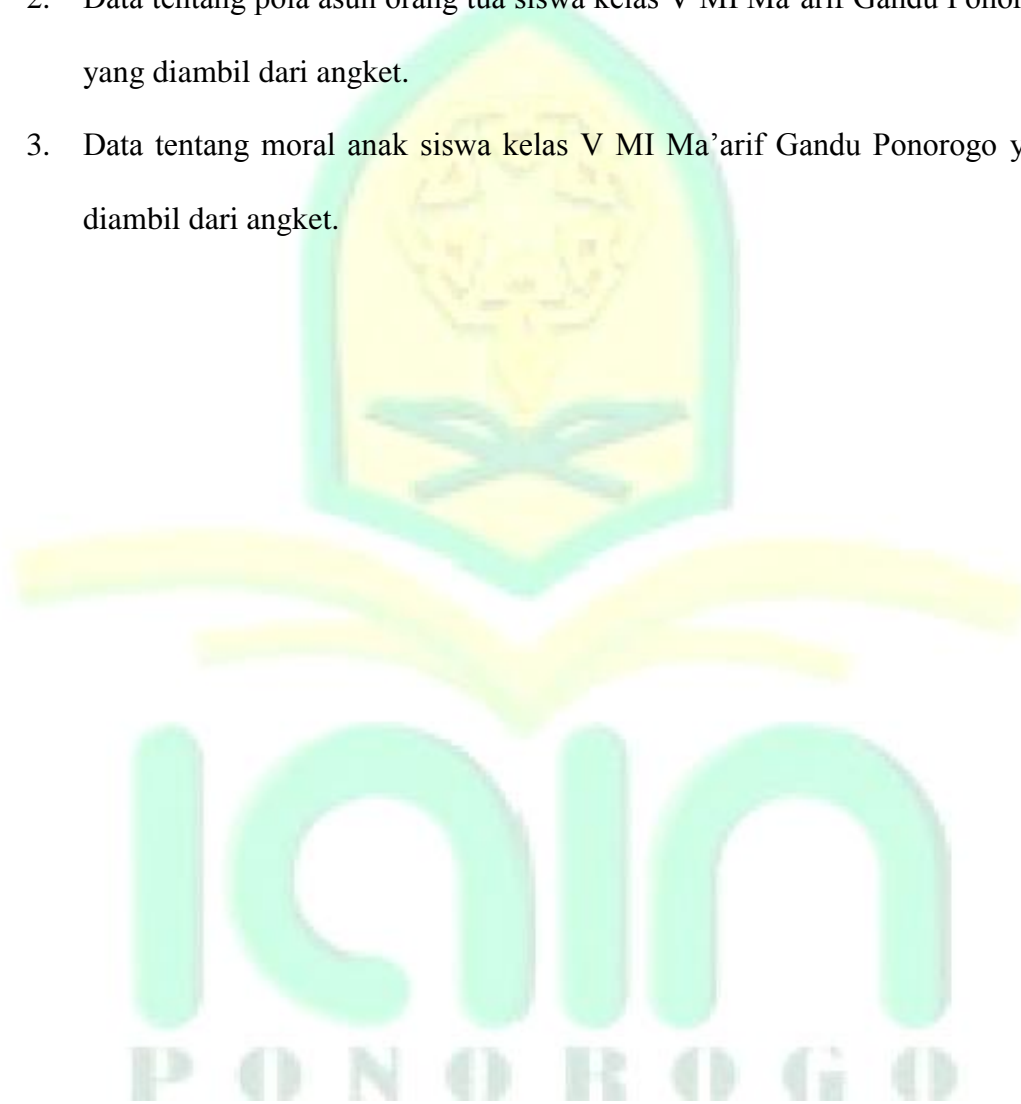 2. Data tentang pola asuh orang tua siswa kelas V MI Ma'arif Gandu
yang diambil dari angket.
3. Data tentang moral anak siswa kelas V MI Ma’arif Gandu Ponorogo
diambil dari angket.
iain
PONOROGO